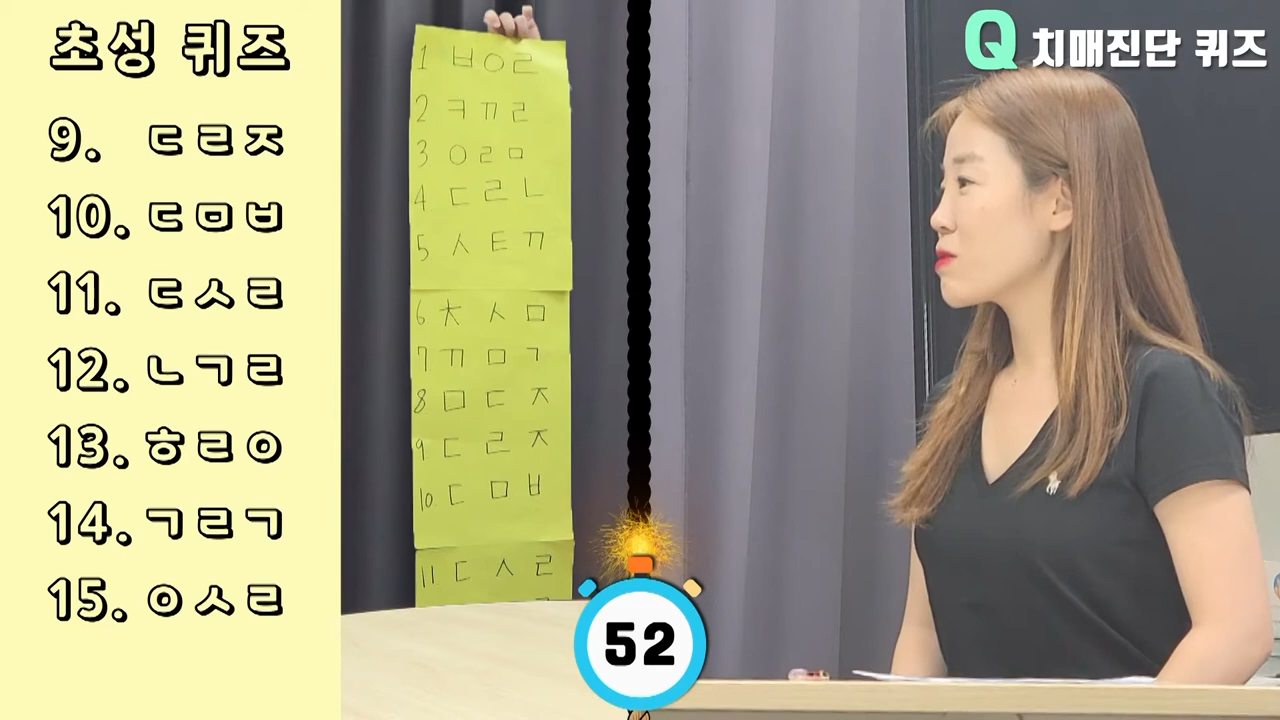 초성 퀴즈
9. ㄷㄹㅈ
10. ㄷㅁㅂ
11. ㄷㅅㄹ
12. ㄴㄱㄹ
13. ㅎㄹㅇ
14. ㄱㄹㄱ
15. ㅇㅅㄹ
1 ㅂㅇㄹ
2 ㅋㄲㄹ
3 ㅇㄹㅁ
4 ㄷㄹㄴ
5 ㅅㅌㄲ
6 ㅊㅅㅁ
7 ㄲㅁㄱ
8 ㅁㄷㅈ
9 ㄷㄹㅈ
10. ㄷㅁㅂ
11 ㄷㅅㄹ
52
Q 치매진단 퀴즈